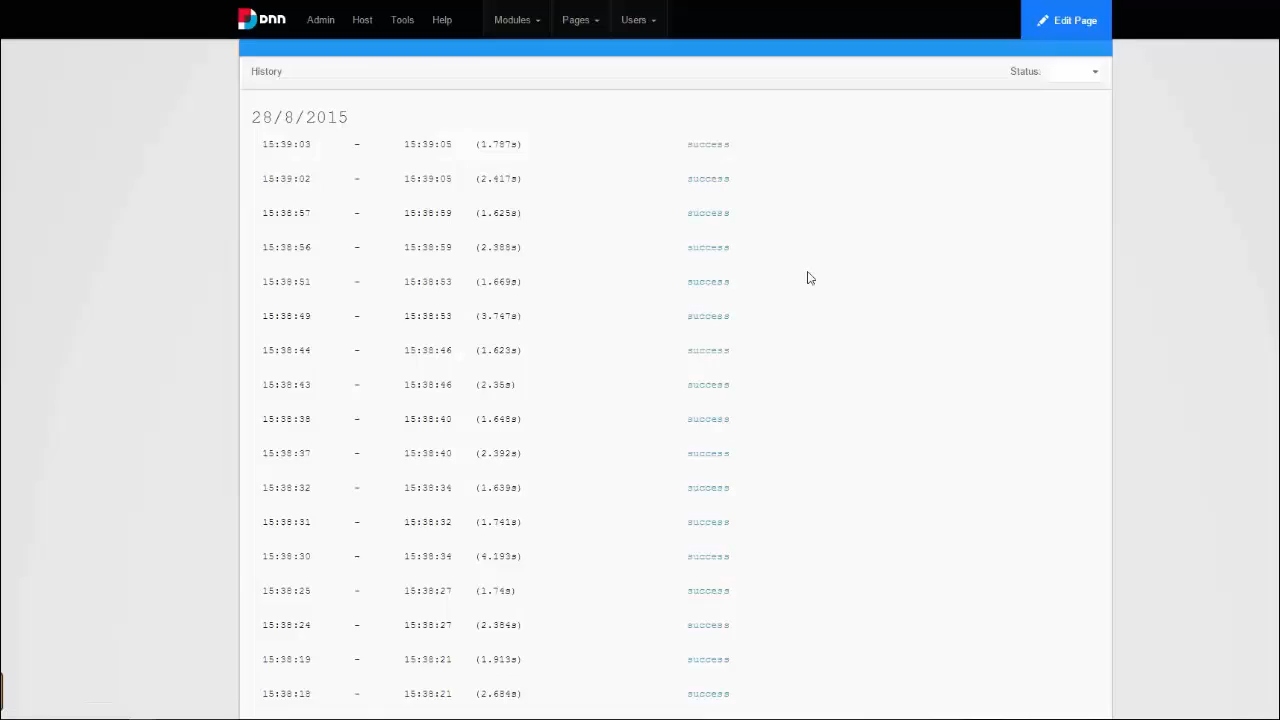 DNN Admin Host Tools Help Modules Pages Users Edit Page
History Status:
28/8/2015
15:39:03 - 15:39:05 (1.787s) success
15:39:02 - 15:39:05 (2.417s) success
15:38:57 - 15:38:59 (1.625s) success
15:38:56 - 15:38:59 (2.388s) success
15:38:51 - 15:38:53 (1.669s) success
15:38:49 - 15:38:53 (3.747s) success
15:38:44 - 15:38:46 (1.623s) success
15:38:43 - 15:38:46 (2.35s) success
15:38:38 - 15:38:40 (1.648s) success
15:38:37 - 15:38:40 (2.392s) success
15:38:32 - 15:38:34 (1.639s) success
15:38:31 - 15:38:32 (1.741s) success
15:38:30 - 15:38:34 (4.193s) success
15:38:25 - 15:38:27 (1.74s) success
15:38:24 - 15:38:27 (2.384s) success
15:38:19 - 15:38:21 (1.913s) success
15:38:18 - 15:38:21 (2.684s) success